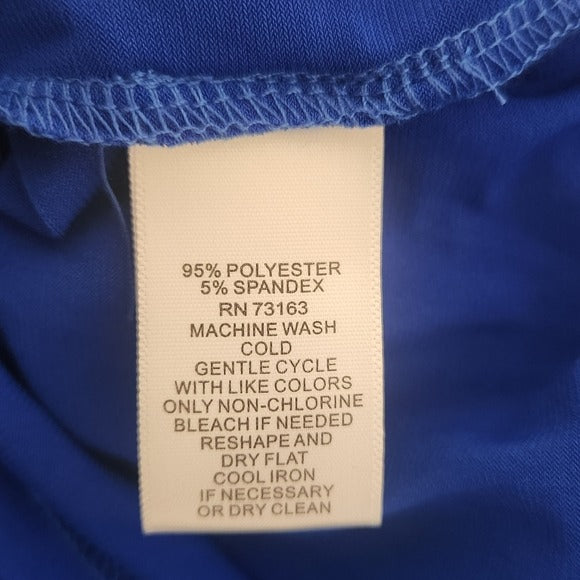 95% POLYESTER
5% SPANDEX
RN 73163
MACHINE WASH
COLD
GENTLE CYCLE
WITH LIKE COLORS
ONLY NON-CHLORINE
BLEACH IF NEEDED
RESHAPE AND
DRY FLAT
COOL IRON
IF NECESSARY
OR DRY CLEAN